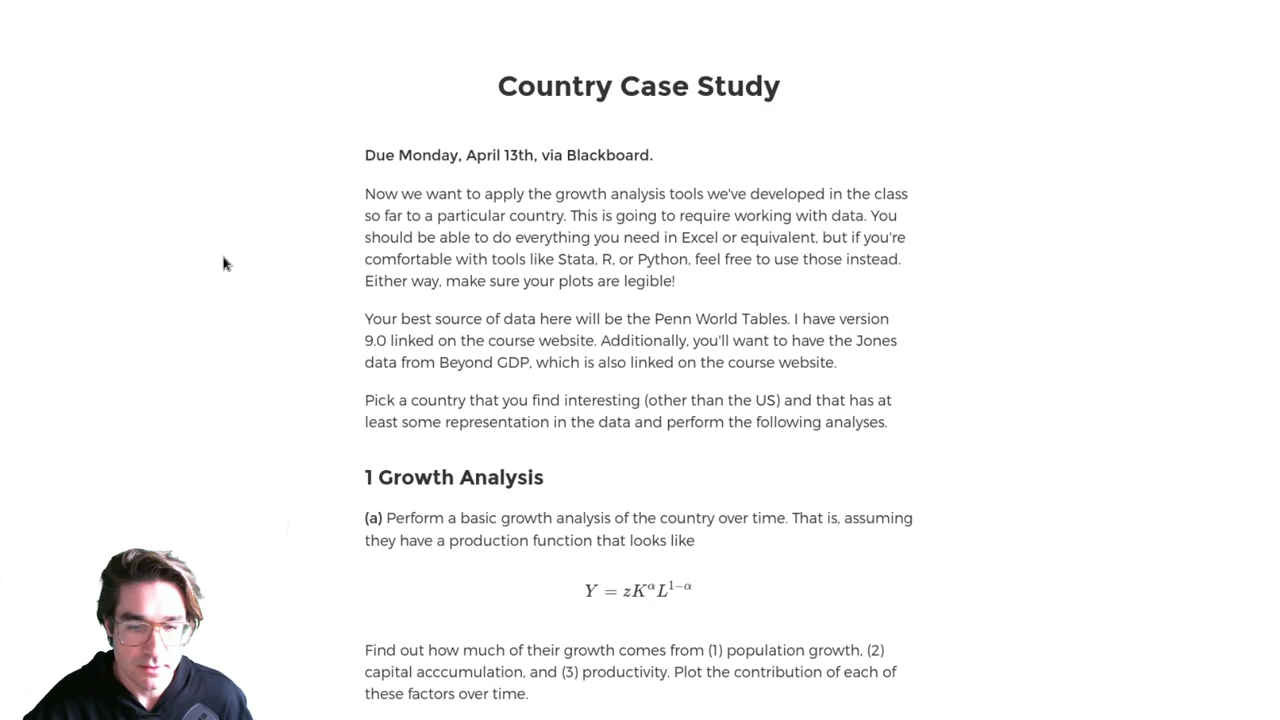 Country Case Study
Due Monday, April 13th, via Blackboard.
Now we want to apply the growth analysis tools we've developed in the class
so far to a particular country. This is going to require working with data. You
should be able to do everything you need in Excel or equivalent, but if you're
comfortable with tools like Stata, R, or Python, feel free to use those instead.
Either way, make sure your plots are legible!
Your best source of data here will be the Penn World Tables. I have version
9.0 linked on the course website. Additionally, you'll want to have the Jones
data from Beyond GDP, which is also linked on the course website.
Pick a country that you find interesting (other than the US) and that has at
least some representation in the data and perform the following analyses.
1 Growth Analysis
(a) Perform a basic growth analysis of the country over time. That is, assuming
they have a production function that looks like
Y = zK^α L^{1−α}
Find out how much of their growth comes from (1) population growth, (2)
capital acccumulation, and (3) productivity. Plot the contribution of each of
these factors over time.